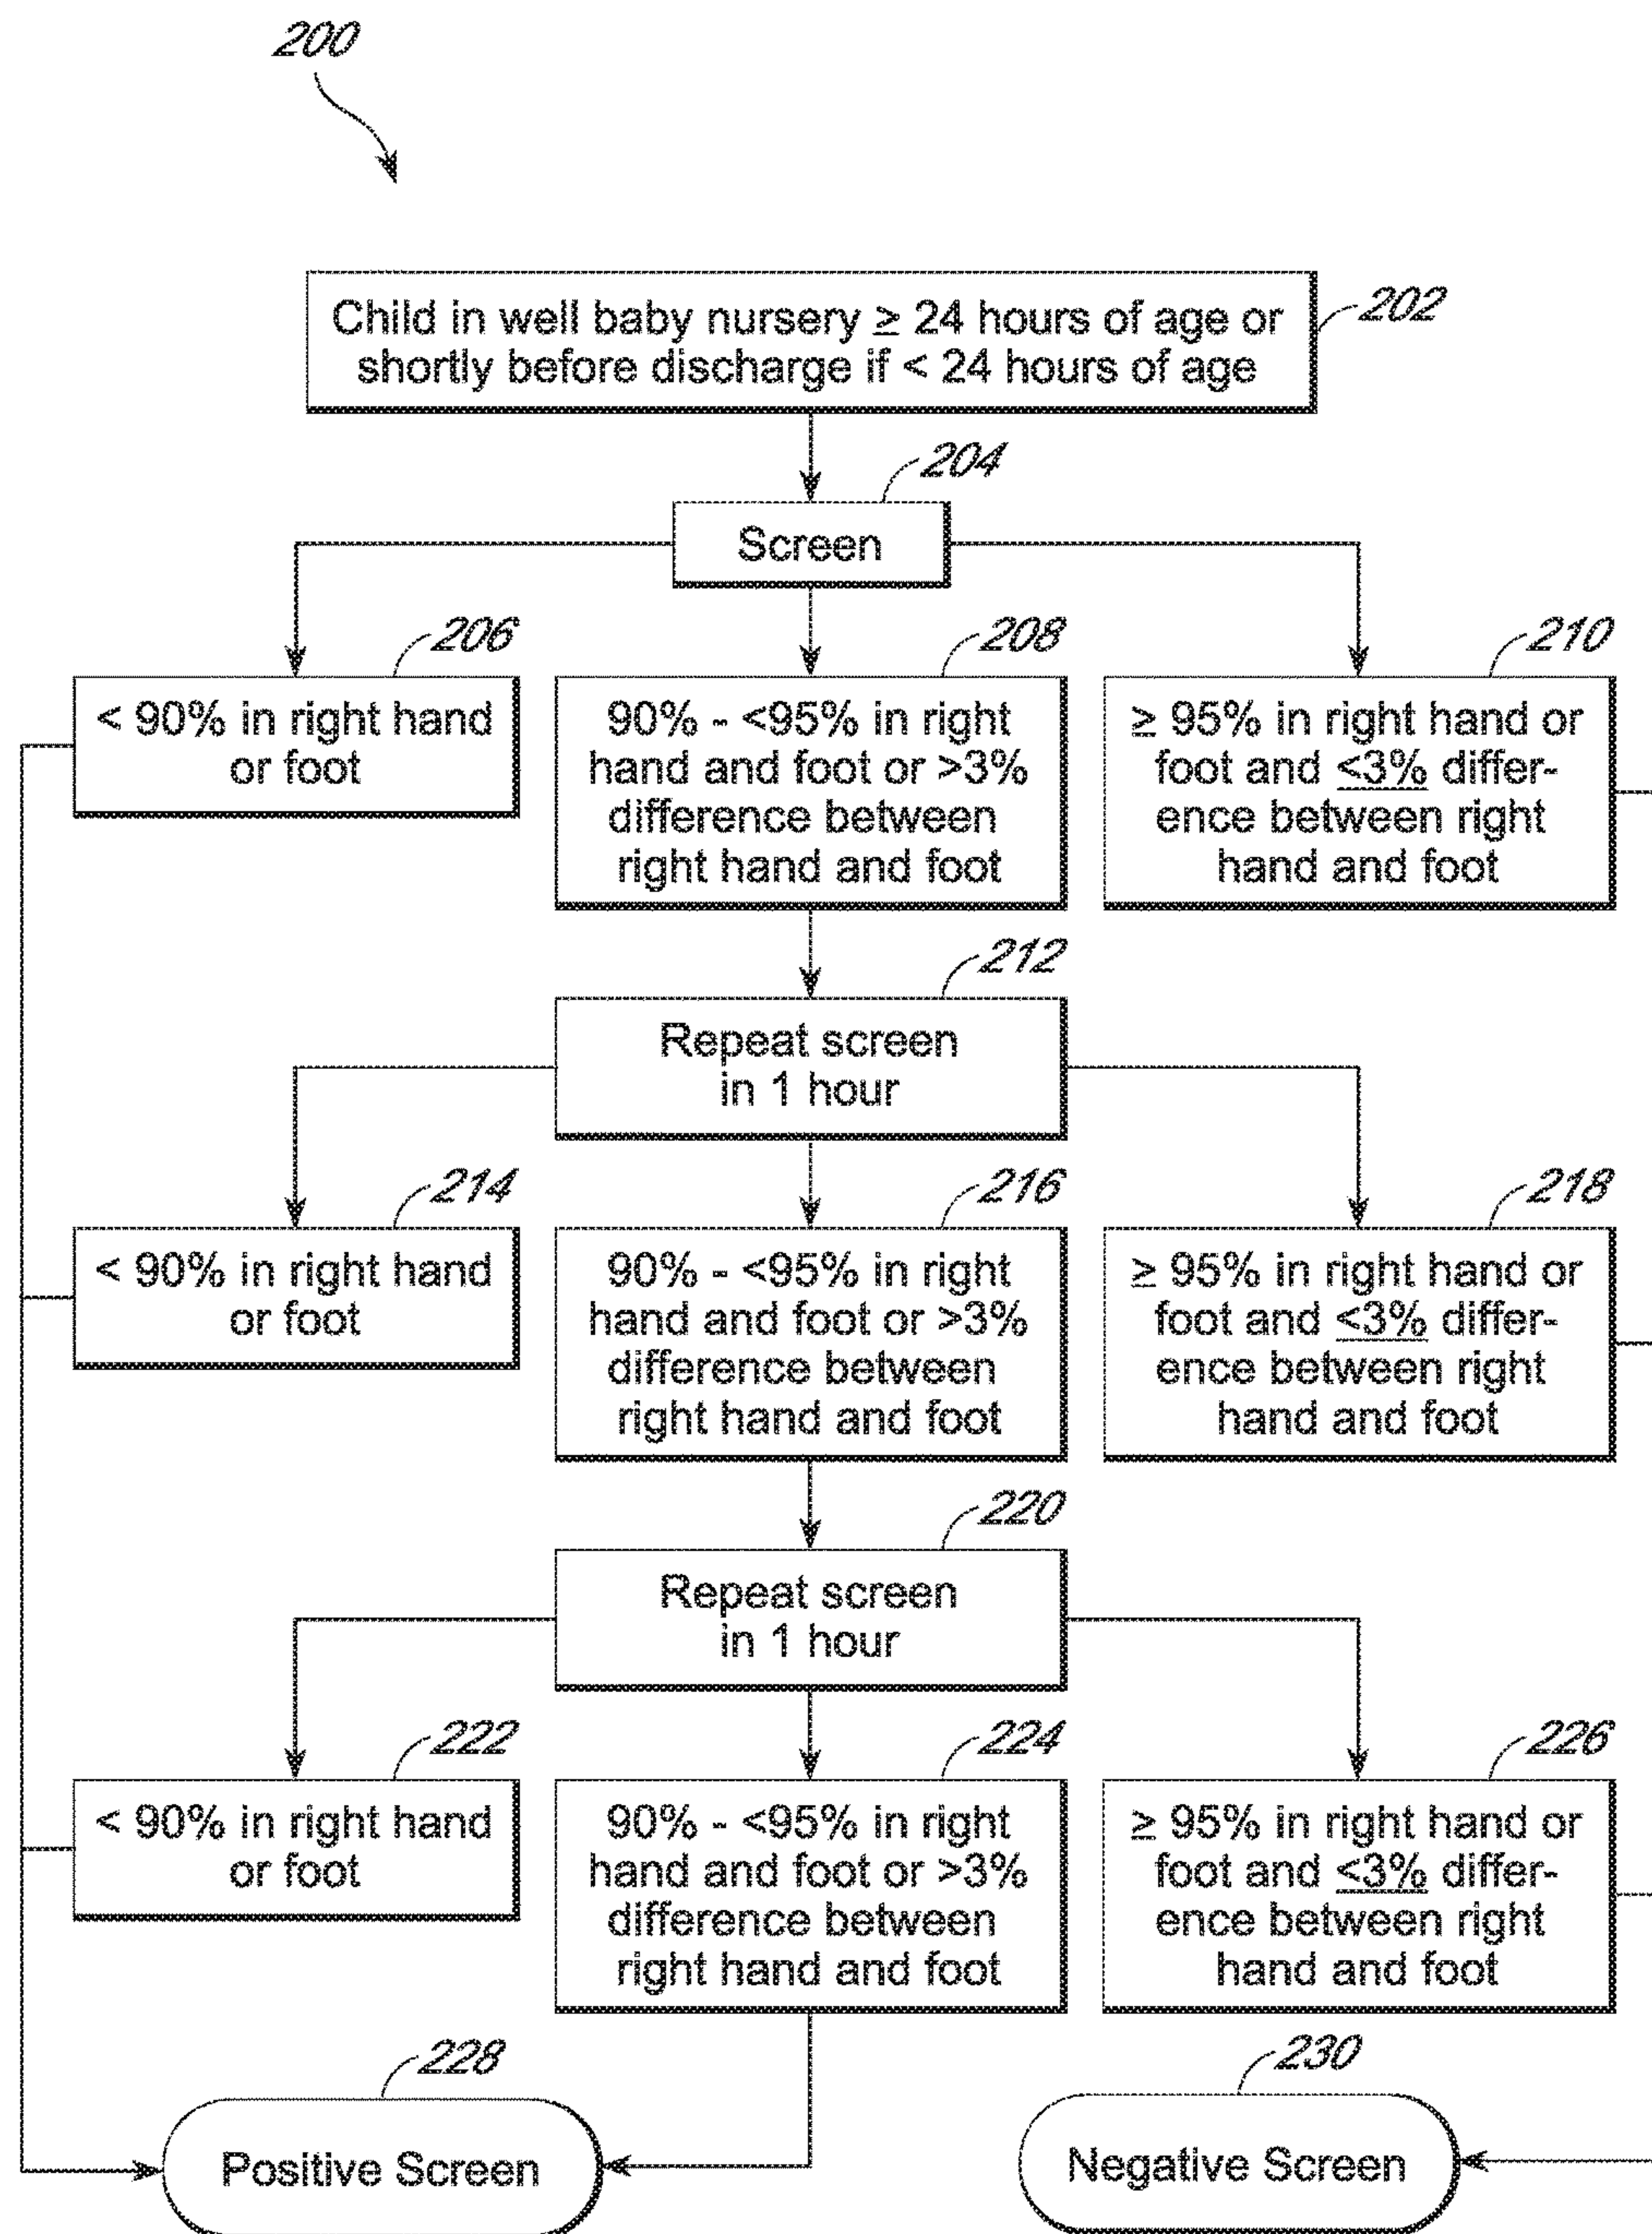 200
Child in well baby nursery ≥ 24 hours of age or
shortly before discharge if < 24 hours of age
202
204
Screen
206
< 90% in right hand
or foot
208
90% - <95% in right
hand and foot or >3%
difference between
right hand and foot
210
≥ 95% in right hand or
foot and <3% differ-
ence between right
hand and foot
212
Repeat screen
in 1 hour
214
< 90% in right hand
or foot
216
90% - <95% in right
hand and foot or >3%
difference between
right hand and foot
218
≥ 95% in right hand or
foot and <3% differ-
ence between right
hand and foot
220
Repeat screen
in 1 hour
222
< 90% in right hand
or foot
224
90% - <95% in right
hand and foot or >3%
difference between
right hand and foot
226
≥ 95% in right hand or
foot and <3% differ-
ence between right
hand and foot
228
Positive Screen
230
Negative Screen